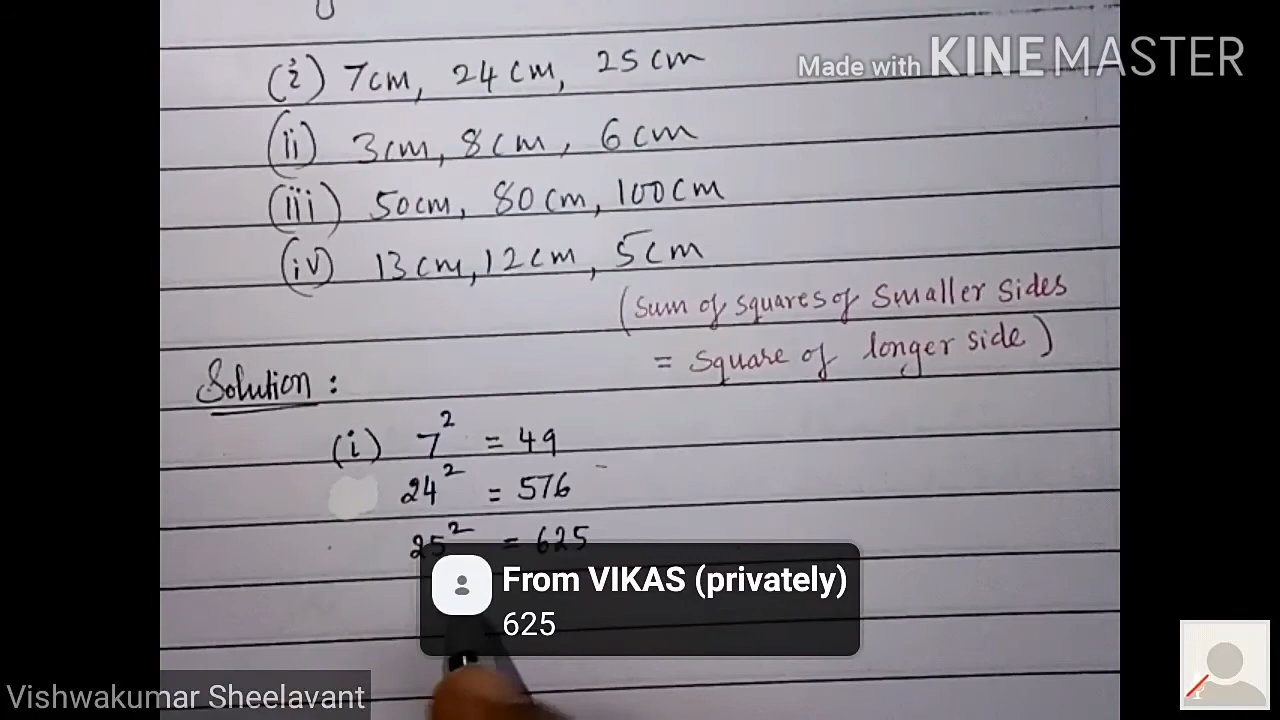 (i) 7cm, 24cm, 25cm
Made with KINEMASTER
(ii) 3cm, 8cm, 6cm
(iii) 50cm, 80cm, 100cm
(iv) 13cm, 12cm, 5cm
(Sum of squares of smaller sides
= square of longer side)
Solution :
(i) 7² = 49
24² = 576
25² = 625
From VIKAS (privately)
625
Vishwakumar Sheelavant